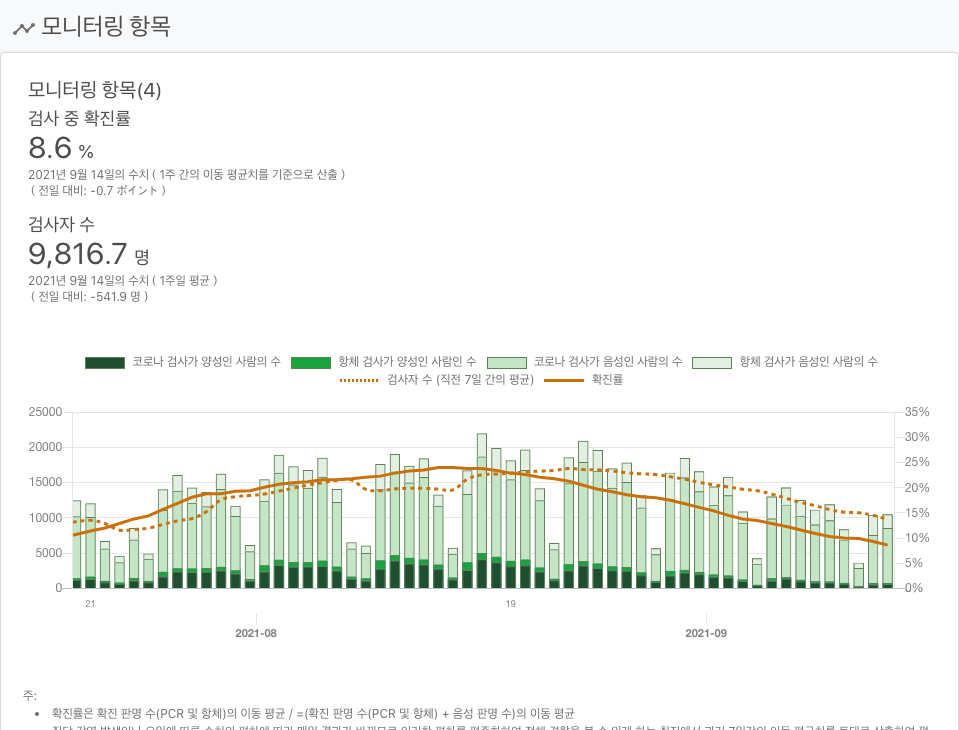 모니터링 항목
모니터링 항목(4)
검사 중 확진률
8.6 %
2021년 9월 14일의 수치 ( 1주 간의 이동 평균치를 기준으로 산출 )
( 전일 대비: -0.7 ポイント )
검사자 수
9,816.7 명
2021년 9월 14일의 수치 ( 1주일 평균 )
( 전일 대비: -541.9 명 )
코로나 검사가 양성인 사람의 수 항체 검사가 양성인 사람인 수 코로나 검사가 음성인 사람의 수 항체 검사가 음성인 사람의 수
검사자 수 (직전 7일 간의 평균) 확진률
25000 35%
30%
20000
25%
15000 20%
15%
10000
10%
5000
5%
0 0%
21 19
2021-08 2021-09
주:
• 확진률은 확진 판명 수(PCR 및 항체)의 이동 평균 / =(확진 판명 수(PCR 및 항체) + 음성 판명 수)의 이동 평균